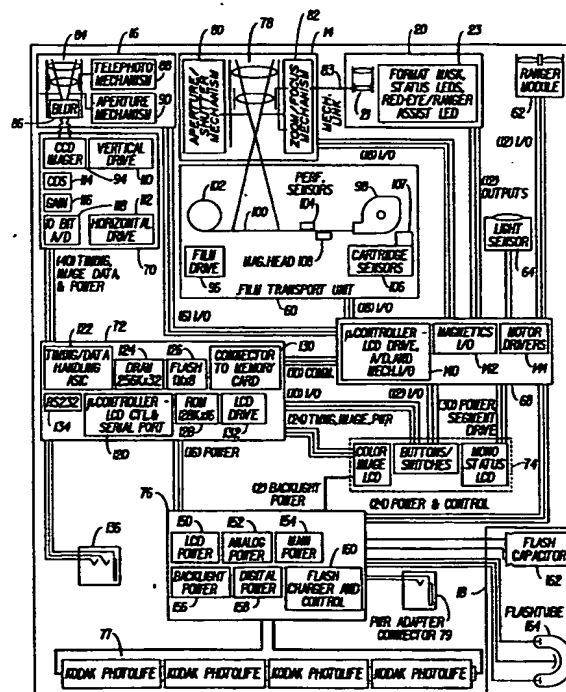 84 16 80 78 82 14 20 23
TELEPHOTO
MECHANISM
88
APERTURE
MECHANISM
90
BLUR
86
APERTURE/
SHUTTER
MECHANISM
ZOOM/FOCUS
MECHANISM
83
MECH.
LINK
21
FORMAT MASK,
STATUS LEDS,
RED-EYE/RANGER
ASSIST LED
RANGER
MODULE
62
(12) I/O
(18) I/O
CCD
IMAGER
94
VERTICAL
DRIVE
110
CDS
114
GAIN
116
118
112
10 BIT
A/D
HORIZONTAL
DRIVE
70
102
PERF.
SENSORS
104
98
107
100
FILM
DRIVE
96
MAG. HEAD 108
CARTRIDGE
SENSORS
106
FILM TRANSPORT UNIT
60
(12)
OUTPUTS
LIGHT
SENSOR
64
(40) TIMING,
IMAGE DATA,
& POWER
(6) I/O
(18) I/O
122 72 130
TIMING/DATA
HANDLING
ASIC
124
DRAM
256KX32
126
FLASH
1MX8
CONNECTOR
TO MEMORY
CARD
RS232
134
μCONTROLLER -
LCD CTL &
SERIAL PORT
120
ROM
128KX16
128
LCD
DRIVE
132
(10) COMM.
(10) I/O
μCONTROLLER -
LCD DRIVE,
A/D, AND
MECH. I/O
140
MAGNETICS
I/O
142
MOTOR
DRIVERS
144
68
(12) I/O
(30) POWER,
SEGMENT
DRIVE
(24) TIMING, IMAGE, PWR
(16) POWER
COLOR
IMAGE
LCD
BUTTONS/
SWITCHES
MONO
STATUS
LCD
74
(2) BACKLIGHT
POWER
(24) POWER & CONTROL
76
136
150
LCD
POWER
152
ANALOG
POWER
154
MAIN
POWER
160
BACKLIGHT
POWER
156
DIGITAL
POWER
158
FLASH
CHARGER AND
CONTROL
PWR ADAPTER
CONNECTOR 79
18
FLASH
CAPACITOR
162
FLASHTUBE
164
77
KODAK PHOTOLIFE KODAK PHOTOLIFE KODAK PHOTOLIFE KODAK PHOTOLIFE